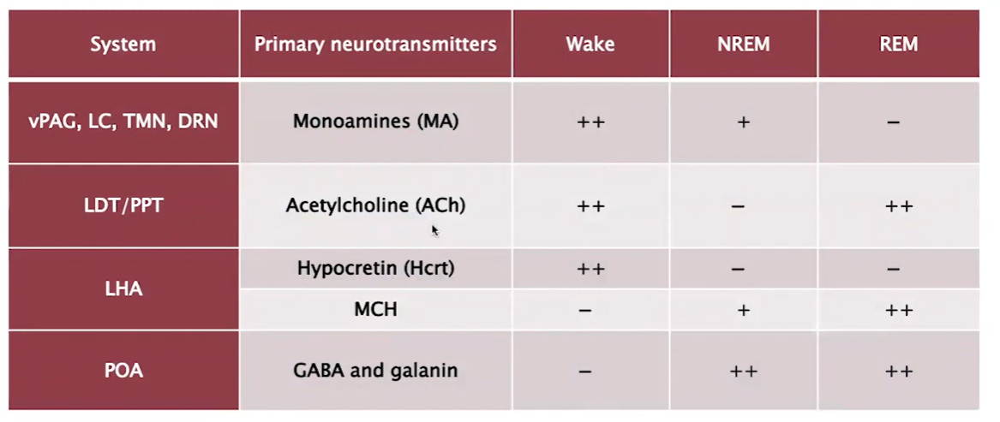 System Primary neurotransmitters Wake NREM REM
vPAG, LC, TMN, DRN Monoamines (MA) ++ + −
LDT/PPT Acetylcholine (ACh) ++ − ++
LHA Hypocretin (Hcrt) ++ − −
MCH − + ++
POA GABA and galanin − ++ ++